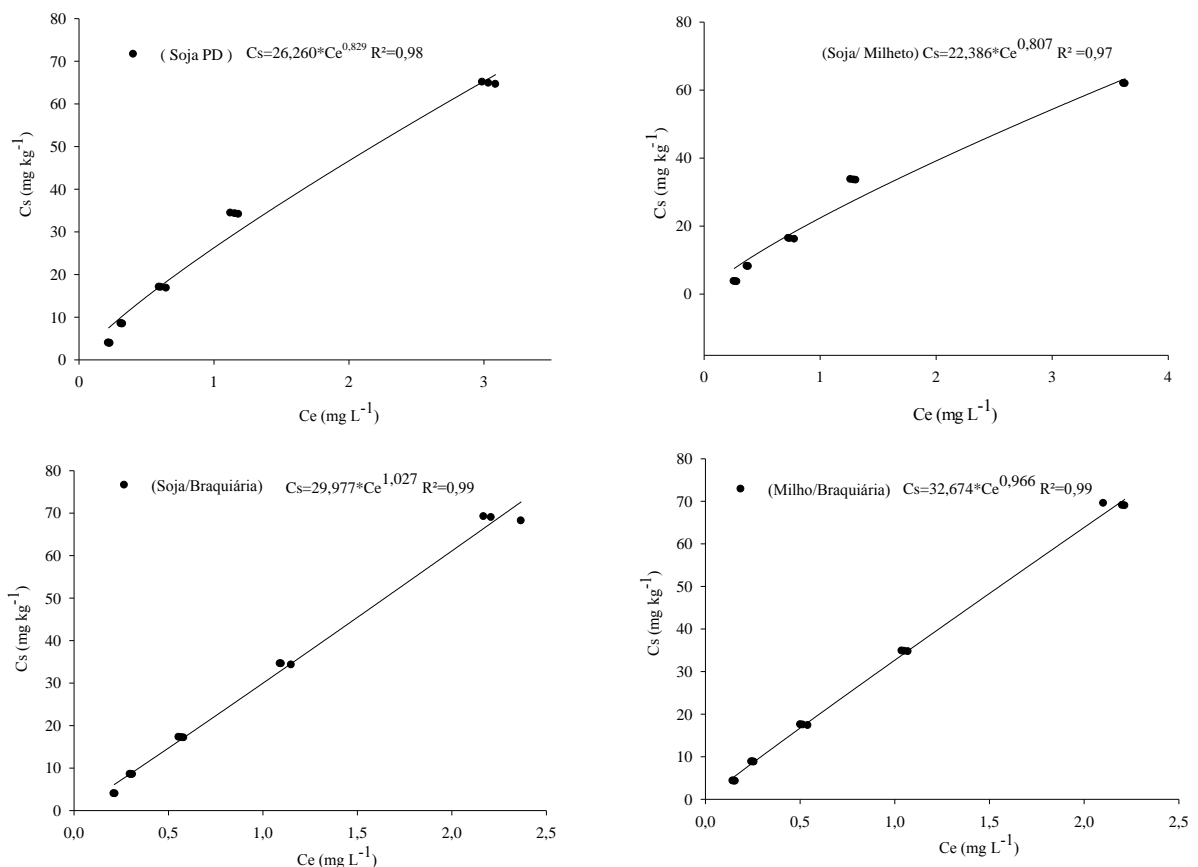 ( Soja PD ) Cs=26,260*Ce^0,829 R²=0,98
80
70
60
50
40
30
20
10
0
Cs (mg kg^-1)
0 1 2 3
Ce (mg L^-1)
(Soja/ Milheto) Cs=22,386*Ce^0,807 R² =0,97
80
60
40
20
0
Cs (mg kg^-1)
0 1 2 3 4
Ce (mg L^-1)
(Soja/Braquiária) Cs=29,977*Ce^1,027 R²=0,99
80
70
60
50
40
30
20
10
0
Cs (mg kg^-1)
0,0 0,5 1,0 1,5 2,0 2,5
Ce (mg L^-1)
(Milho/Braquiária) Cs=32,674*Ce^0,966 R²=0,99
80
70
60
50
40
30
20
10
0
Cs (mg kg^-1)
0,0 0,5 1,0 1,5 2,0 2,5
Ce (mg L^-1)